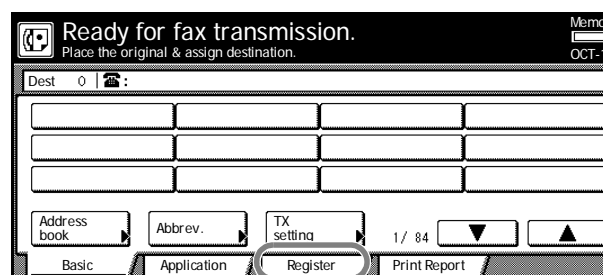 Ready for fax transmission.
Place the original & assign destination.
Memo
OCT-1
Dest 0 ☎:
Address book
Abbrev.
TX setting
1/ 84
Basic Application Register Print Report